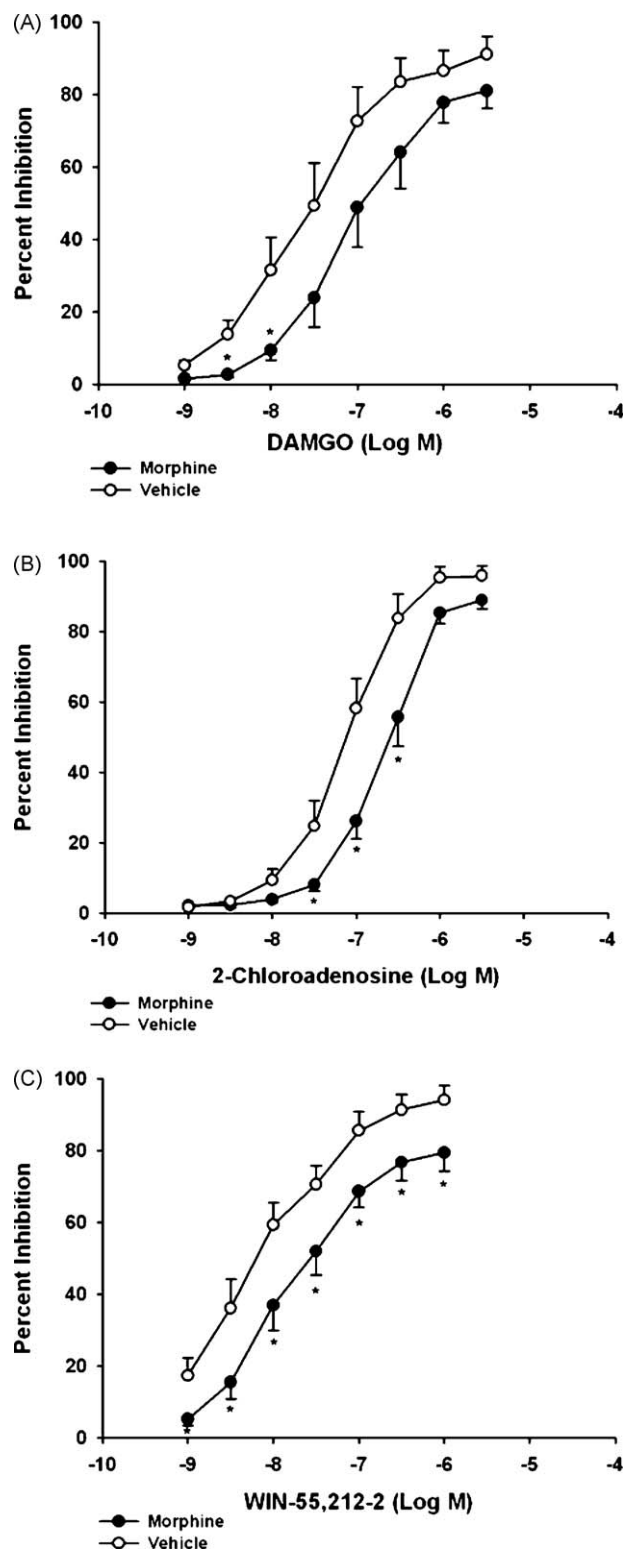 (A)
100
80
60
40
20
0
Percent Inhibition
* *
-10 -9 -8 -7 -6 -5 -4
DAMGO (Log M)
Morphine
Vehicle
(B)
100
80
60
40
20
0
Percent Inhibition
* * *
-10 -9 -8 -7 -6 -5 -4
2-Chloroadenosine (Log M)
Morphine
Vehicle
(C)
100
80
60
40
20
0
Percent Inhibition
* * * * * * *
-10 -9 -8 -7 -6 -5 -4
WIN-55,212-2 (Log M)
Morphine
Vehicle